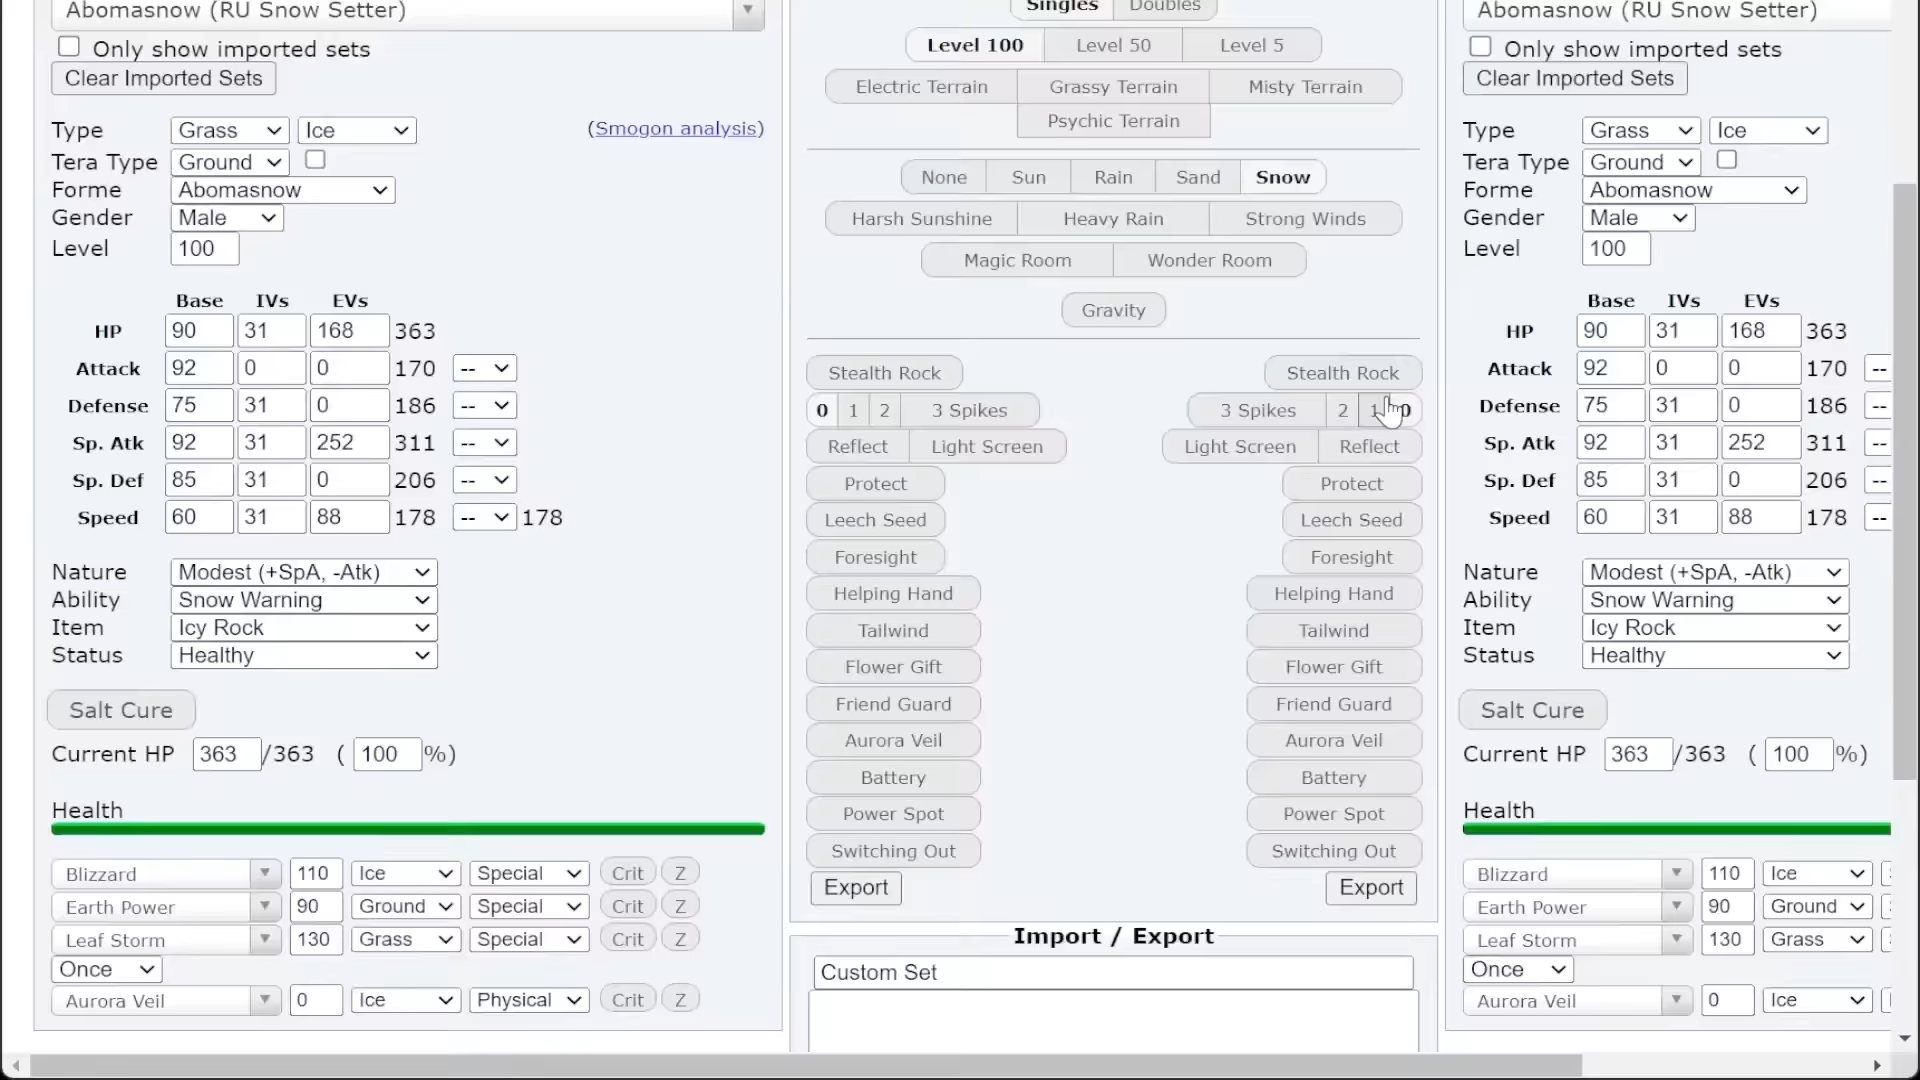 Abomasnow (RU Snow Setter)
Only show imported sets
Clear Imported Sets
Type Grass Ice (Smogon analysis)
Tera Type Ground
Forme Abomasnow
Gender Male
Level 100
Base IVs EVs
HP 90 31 168 363
Attack 92 0 0 170 --
Defense 75 31 0 186 --
Sp. Atk 92 31 252 311 --
Sp. Def 85 31 0 206 --
Speed 60 31 88 178 -- 178
Nature Modest (+SpA, -Atk)
Ability Snow Warning
Item Icy Rock
Status Healthy
Salt Cure
Current HP 363 /363 ( 100 %)
Health
Blizzard 110 Ice Special Crit Z
Earth Power 90 Ground Special Crit Z
Leaf Storm 130 Grass Special Crit Z
Once
Aurora Veil 0 Ice Physical Crit Z
Singles Doubles
Level 100 Level 50 Level 5
Electric Terrain Grassy Terrain Misty Terrain
Psychic Terrain
None Sun Rain Sand Snow
Harsh Sunshine Heavy Rain Strong Winds
Magic Room Wonder Room
Gravity
Stealth Rock Stealth Rock
0 1 2 3 Spikes 3 Spikes 2 1 0
Reflect Light Screen Light Screen Reflect
Protect Protect
Leech Seed Leech Seed
Foresight Foresight
Helping Hand Helping Hand
Tailwind Tailwind
Flower Gift Flower Gift
Friend Guard Friend Guard
Aurora Veil Aurora Veil
Battery Battery
Power Spot Power Spot
Switching Out Switching Out
Export Export
Import / Export
Custom Set
Abomasnow (RU Snow Setter)
Only show imported sets
Clear Imported Sets
Type Grass Ice
Tera Type Ground
Forme Abomasnow
Gender Male
Level 100
Base IVs EVs
HP 90 31 168 363
Attack 92 0 0 170 --
Defense 75 31 0 186 --
Sp. Atk 92 31 252 311 --
Sp. Def 85 31 0 206 --
Speed 60 31 88 178 --
Nature Modest (+SpA, -Atk)
Ability Snow Warning
Item Icy Rock
Status Healthy
Salt Cure
Current HP 363 /363 ( 100 %)
Health
Blizzard 110 Ice
Earth Power 90 Ground
Leaf Storm 130 Grass
Once
Aurora Veil 0 Ice